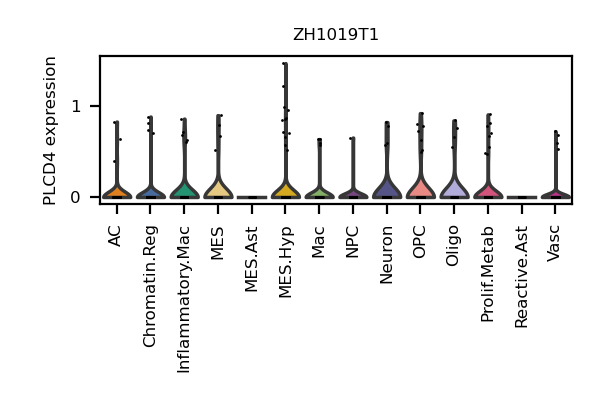 ZH1019T1
PLCD4 expression
1
0
AC
Chromatin.Reg
Inflammatory.Mac
MES
MES.Ast
MES.Hyp
Mac
NPC
Neuron
OPC
Oligo
Prolif.Metab
Reactive.Ast
Vasc